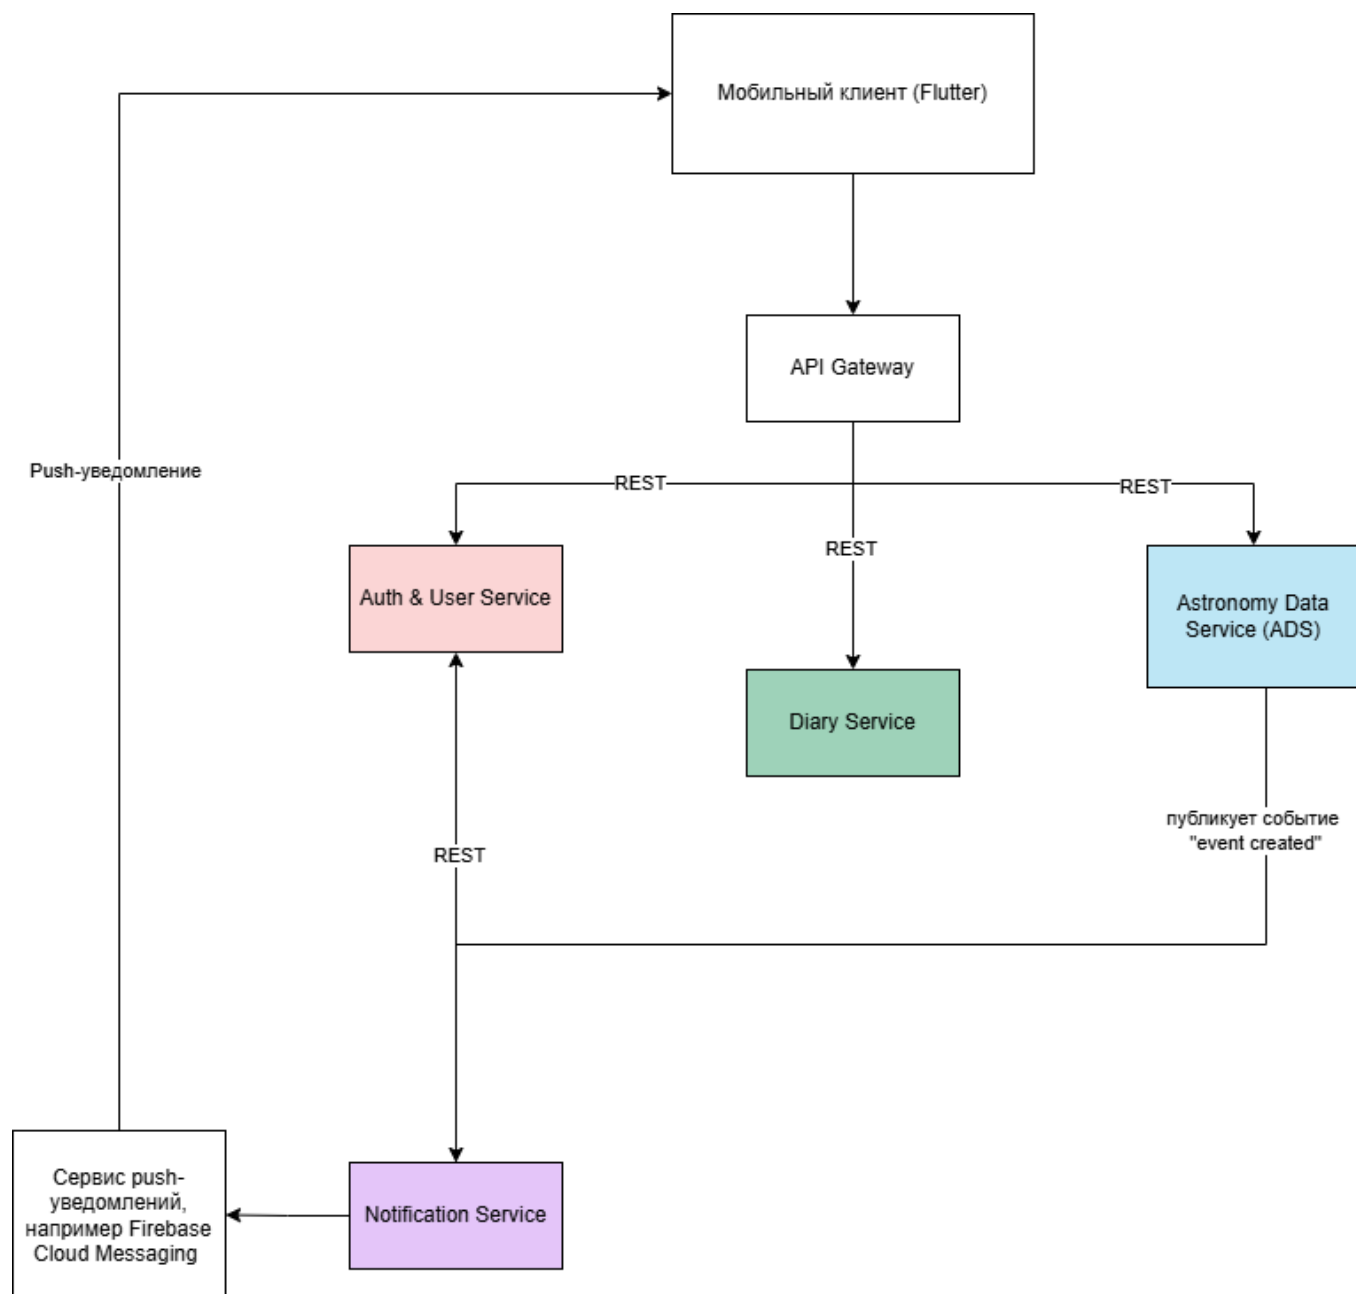 Мобильный клиент (Flutter)
API Gateway
Push-уведомление
REST
REST
REST
Auth & User Service
Astronomy Data
Service (ADS)
Diary Service
публикует событие
"event created"
REST
Сервис push-
уведомлений,
например Firebase
Cloud Messaging
Notification Service